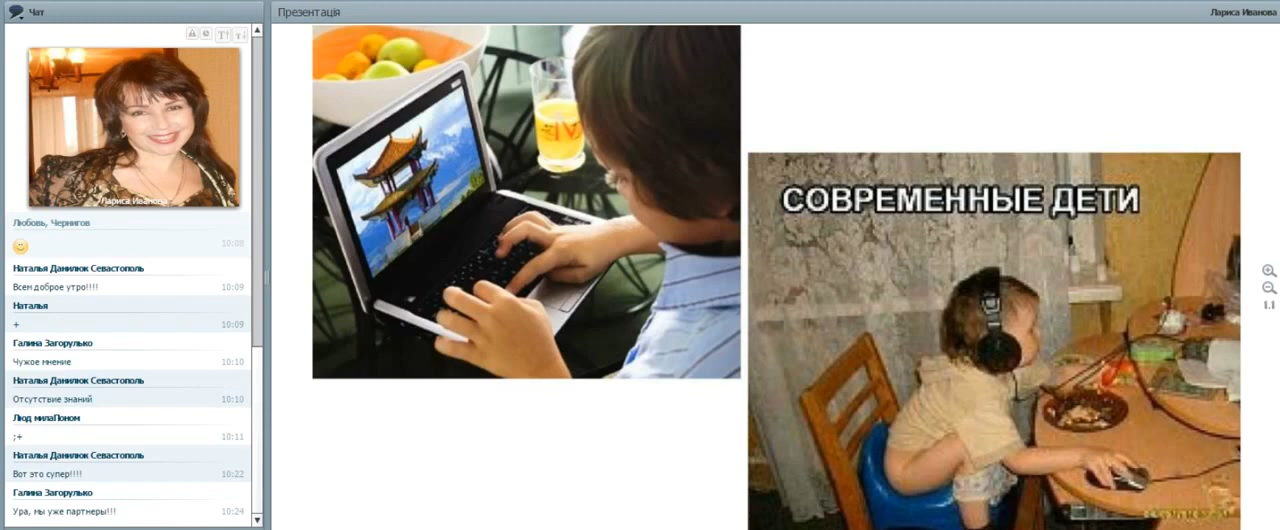 Чат
Лариса Иванова
Любовь, Чернигов
10:08
Наталья Данилюк Севастополь
Всем доброе утро!!!! 10:09
Наталья
+ 10:09
Галина Загорулько
Чужое мнение 10:10
Наталья Данилюк Севастополь
Отсутствие знаний 10:10
Люд милаПоном
;+ 10:11
Наталья Данилюк Севастополь
Вот это супер!!!! 10:22
Галина Загорулько
Ура, мы уже партнеры!!! 10:24
Презентація
Лариса Иванова
СОВРЕМЕННЫЕ ДЕТИ
1.1